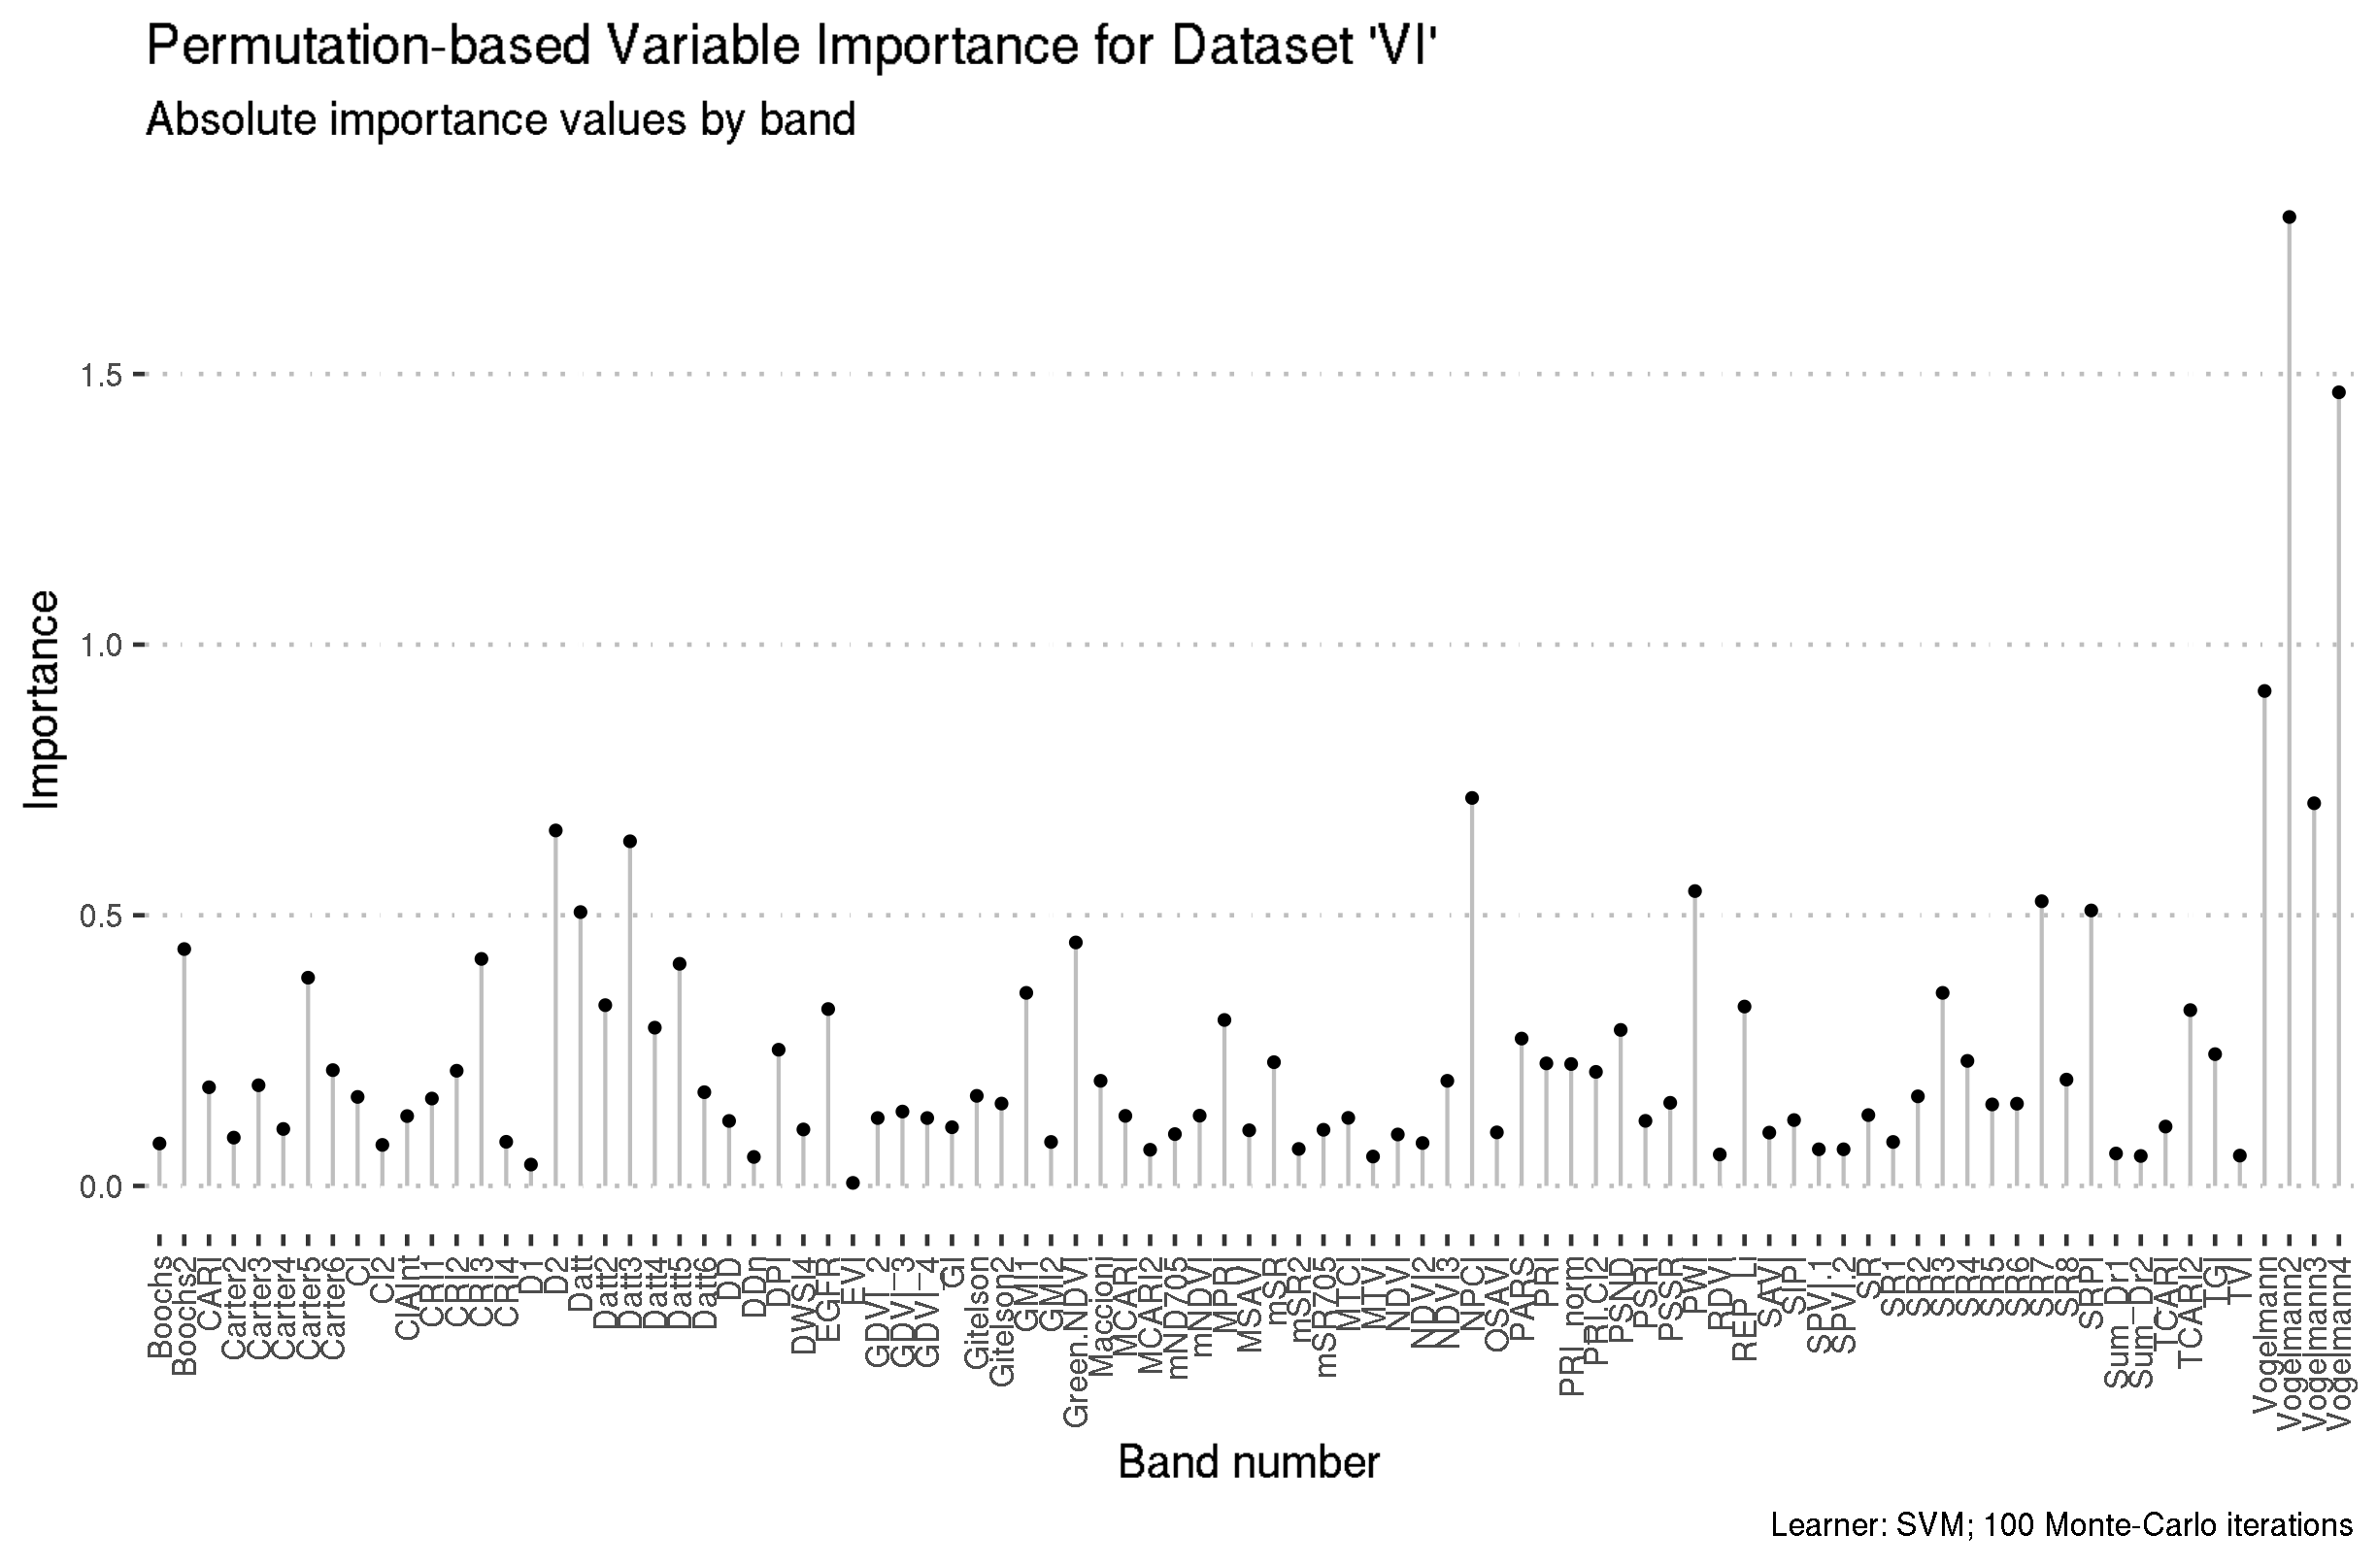 Permutation-based Variable Importance for Dataset 'VI'
Absolute importance values by band
Importance
1.5
1.0
0.5
0.0
Boochs
Boochs2
CARI
Carter2
Carter3
Carter4
Carter5
Carter6
CI
CI2
CIAInt
CRI1
CRI2
CRI3
CRI4
D1
D2
Datt
Datt2
Datt3
Datt4
Datt5
Datt6
DD
DDn
DPI
DWSI4
EGFR
EVI
GDVI_2
GDVI_3
GDVI_4
GI
Gitelson
Gitelson2
GMI1
GMI2
Green.NDVI
Maccioni
MCARI
MCARI2
mND705
mNDVI
MPRI
MSAVI
mSR
mSR2
mSR705
MTCI
MTVI
NDVI
NDVI2
NDVI3
NPCI
OSAVI
PARS
PRI
PRI_norm
PRI.CI2
PSND
PSRI
PSSR
PWI
RDVI
REP_Li
SAVI
SIPI
SPVI.1
SPVI.2
SR
SR1
SR2
SR3
SR4
SR5
SR6
SR7
SR8
SRPI
Sum_Dr1
Sum_Dr2
TCARI
TCARI2
TGI
TVI
Vogelmann
Vogelmann2
Vogelmann3
Vogelmann4
Band number
Learner: SVM; 100 Monte-Carlo iterations